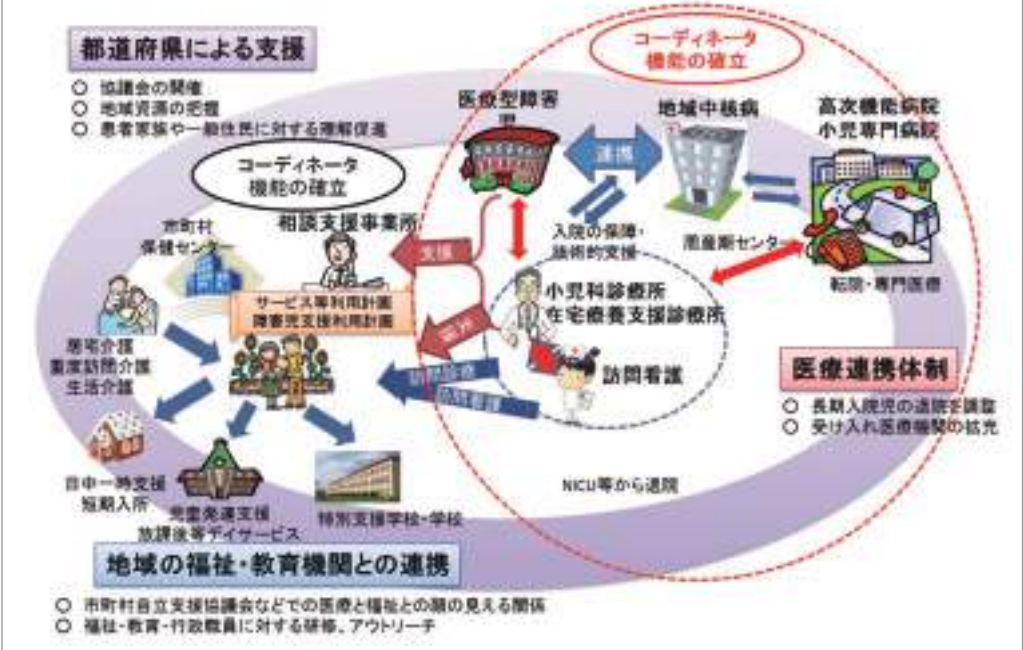 都道府県による支援
○ 協議会の開催
○ 地域資源の把握
○ 患者家族や一般住民に対する理解促進
コーディネータ
機能の確立
コーディネータ
機能の確立
医療型障害
児
地域中核病
高次機能病院
小児専門病院
連携
市町村
保健センター
相談支援事業所
支援
入院の保障・
技術的支援
周産期センター
転院・専門医療
サービス等利用計画
障害児支援利用計画
小児科診療所
在宅療養支援診療所
居宅介護
重度訪問介護
生活介護
訪問診療
訪問看護
訪問看護
医療連携体制
○ 長期入院児の退院を調整
○ 受け入れ医療機関の拡充
日中一時支援
短期入所
児童発達支援
放課後等デイサービス
特別支援学校・学校
NICU等から退院
地域の福祉・教育機関との連携
○ 市町村自立支援協議会などでの医療と福祉との顔の見える関係
○ 福祉・教育・行政職員に対する研修、アウトリーチ